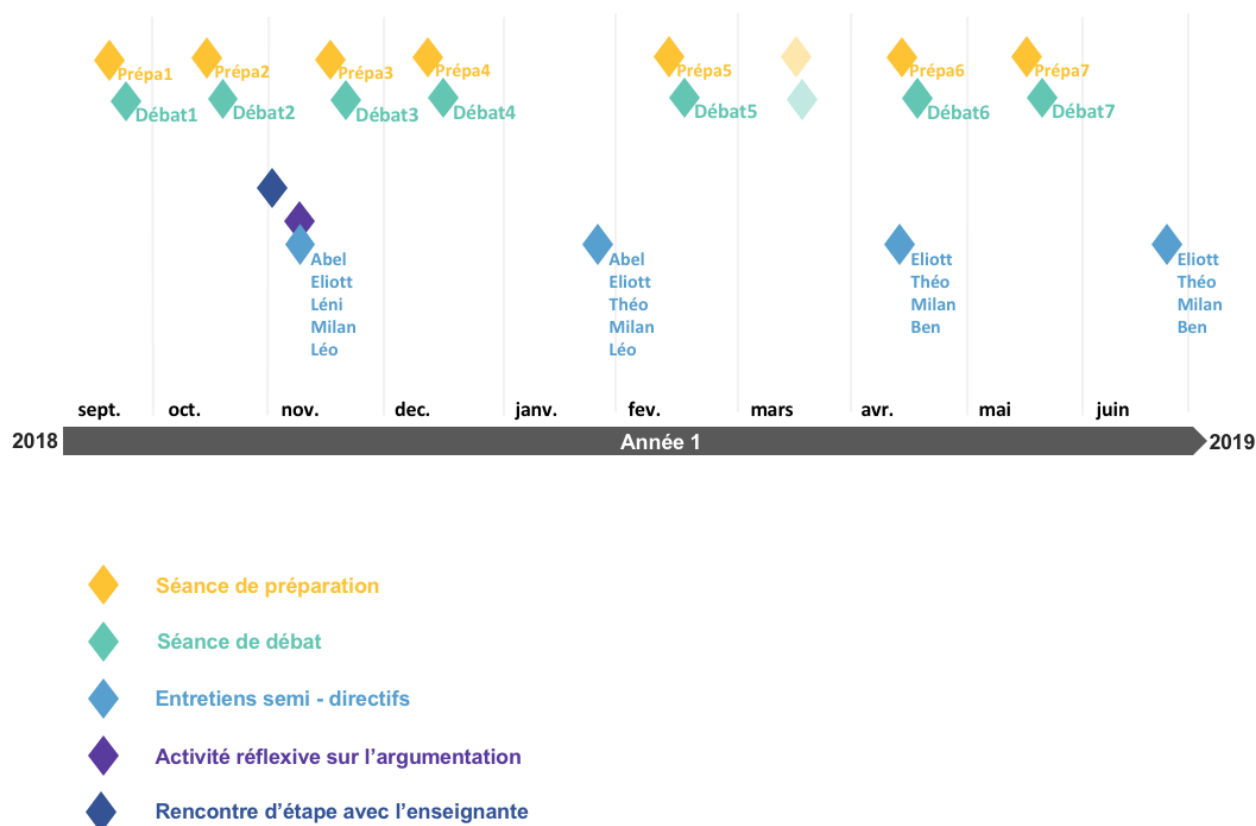 Prépa1
Prépa2
Prépa3
Prépa4
Prépa5
Prépa6
Prépa7
Débat1
Débat2
Débat3
Débat4
Débat5
Débat6
Débat7
Abel
Eliott
Léni
Milan
Léo
Abel
Eliott
Théo
Milan
Léo
Eliott
Théo
Milan
Ben
Eliott
Théo
Milan
Ben
sept. oct. nov. dec. janv. fev. mars avr. mai juin
2018 Année 1 2019
Séance de préparation
Séance de débat
Entretiens semi - directifs
Activité réflexive sur l’argumentation
Rencontre d’étape avec l’enseignante